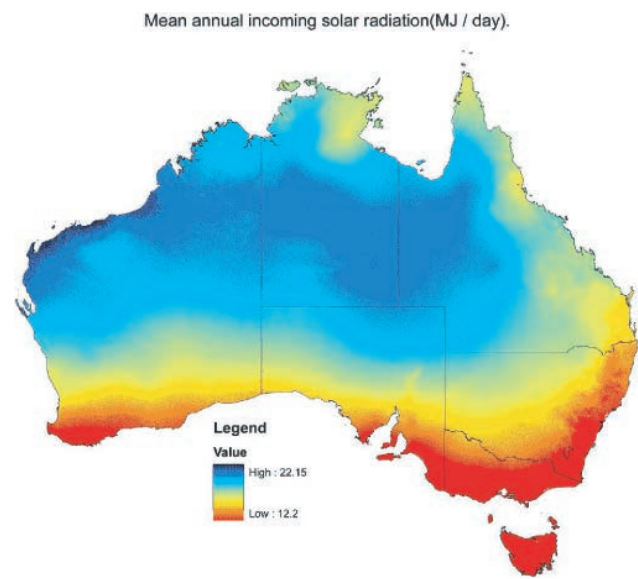 Mean annual incoming solar radiation(MJ / day).
Legend
Value
High : 22.15
Low : 12.2